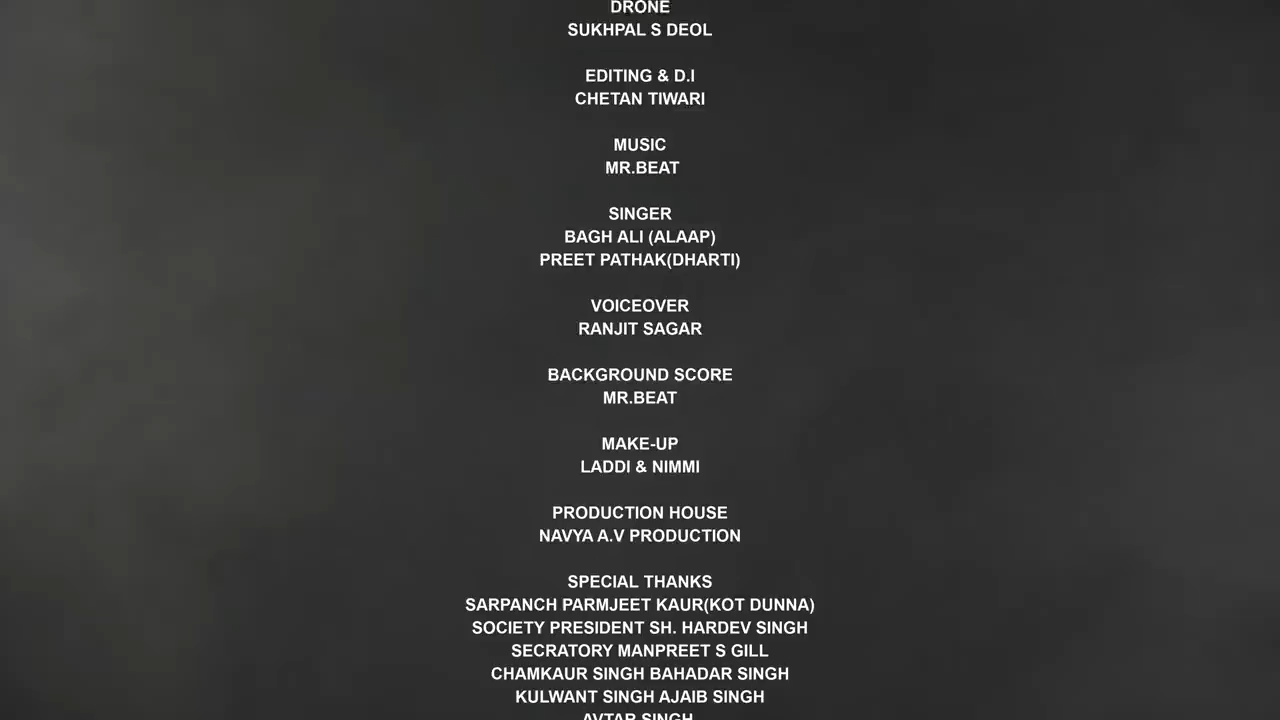 DRONE
SUKHPAL S DEOL
EDITING & D.I
CHETAN TIWARI
MUSIC
MR.BEAT
SINGER
BAGH ALI (ALAAP)
PREET PATHAK(DHARTI)
VOICEOVER
RANJIT SAGAR
BACKGROUND SCORE
MR.BEAT
MAKE-UP
LADDI & NIMMI
PRODUCTION HOUSE
NAVYA A.V PRODUCTION
SPECIAL THANKS
SARPANCH PARMJEET KAUR(KOT DUNNA)
SOCIETY PRESIDENT SH. HARDEV SINGH
SECRATORY MANPREET S GILL
CHAMKAUR SINGH BAHADAR SINGH
KULWANT SINGH AJAIB SINGH
AVTAR SINGH